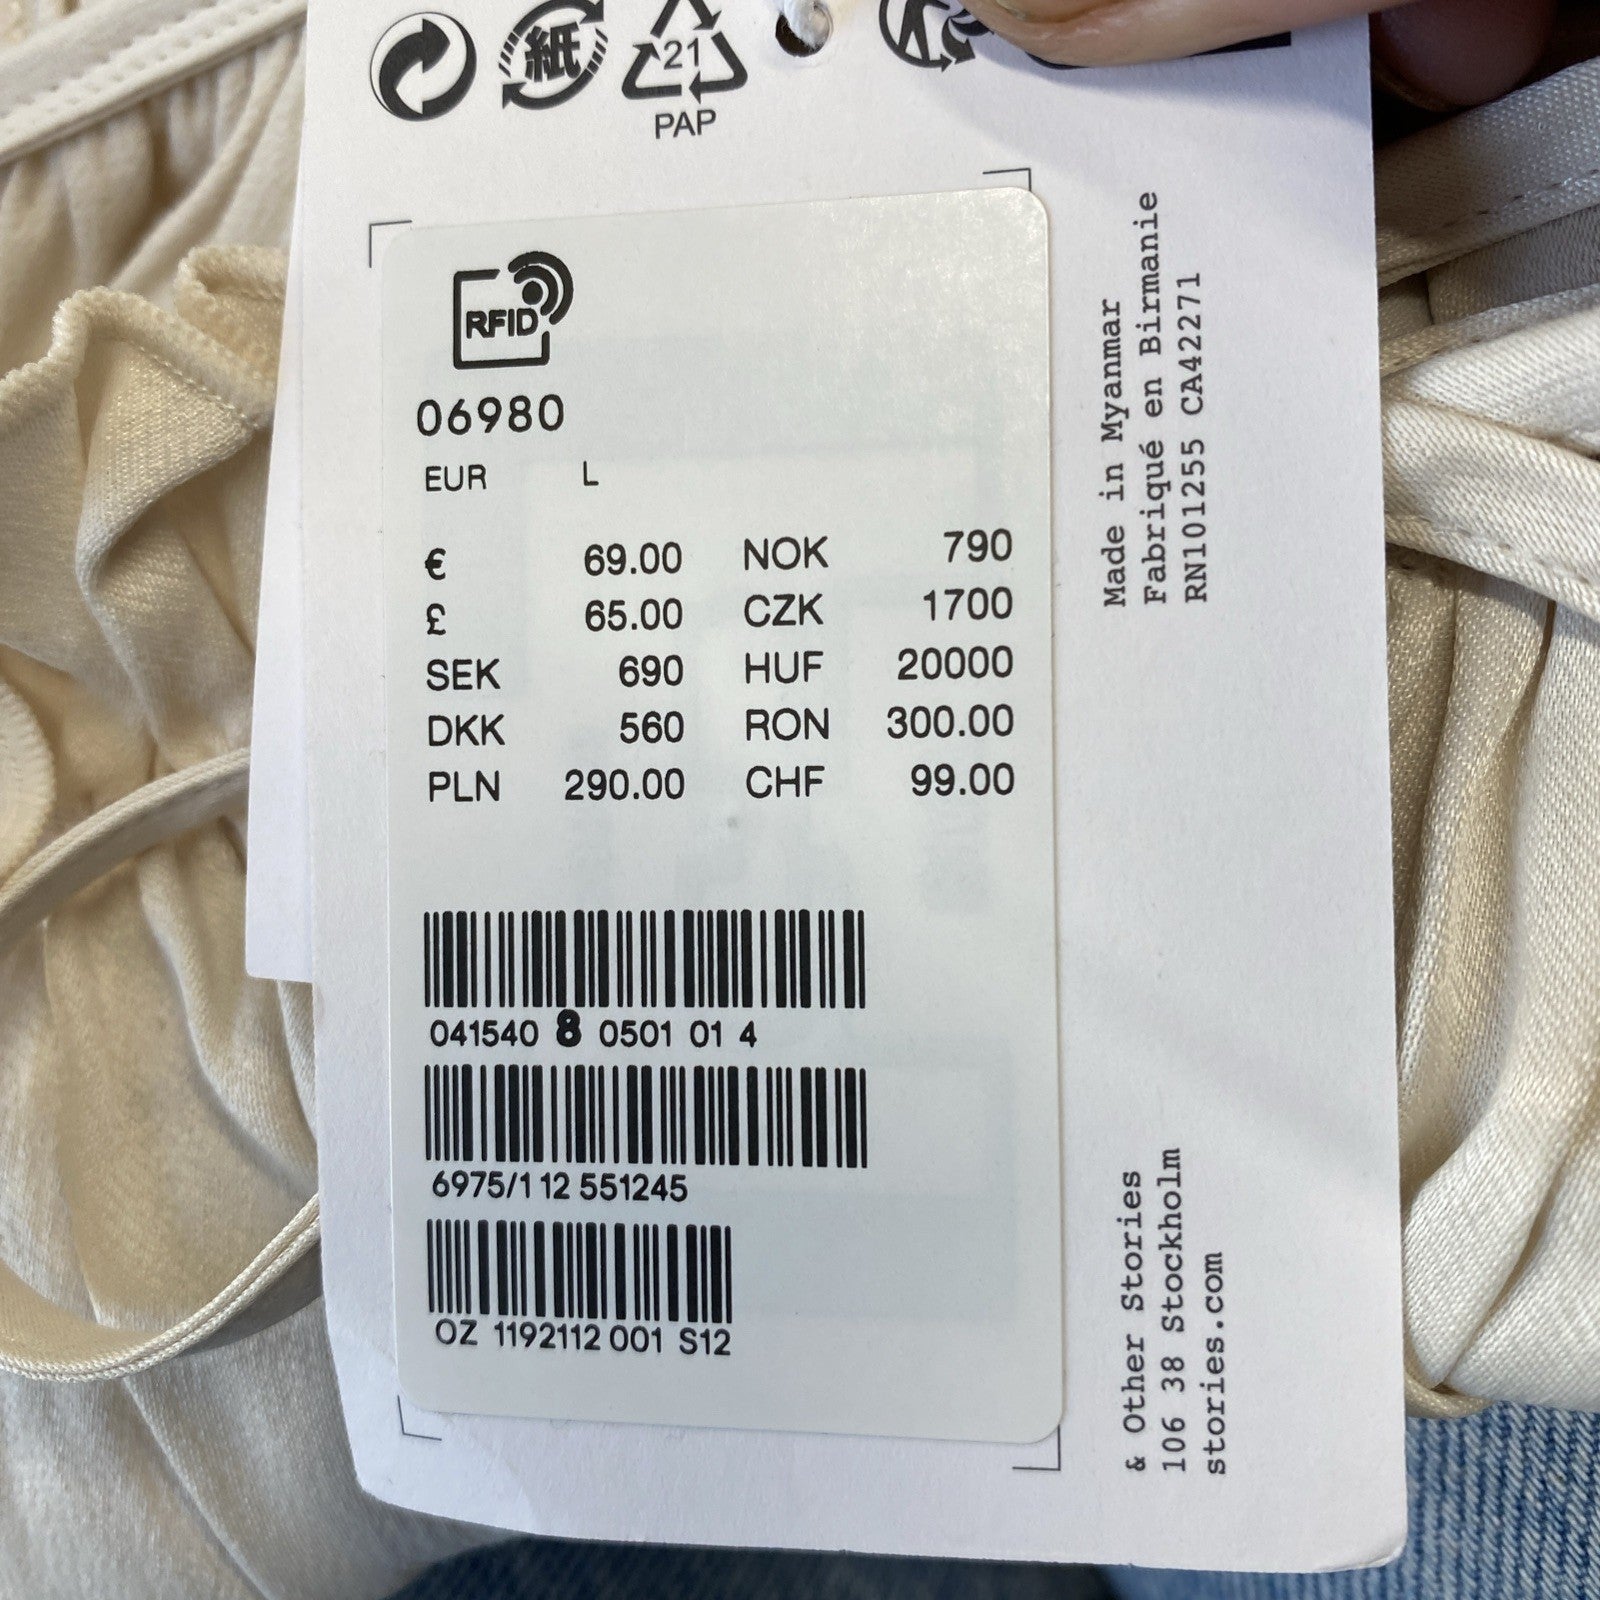 紙
21
PAP
RFID
06980
EUR L
€ 69.00 NOK 790
£ 65.00 CZK 1700
SEK 690 HUF 20000
DKK 560 RON 300.00
PLN 290.00 CHF 99.00
041540 8 0501 01 4
6975/1 12 551245
OZ 1192112 001 S12
Made in Myanmar
Fabriqué en Birmanie
RN101255 CA42271
& Other Stories
106 38 Stockholm
stories.com